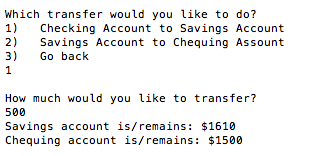 Which transfer would you like to do?
1)   Checking Account to Savings Account
2)   Savings Account to Chequing Assount
3)   Go back
1
How much would you like to transfer?
500
Savings account is/remains: $1610
Chequing account is/remains: $1500